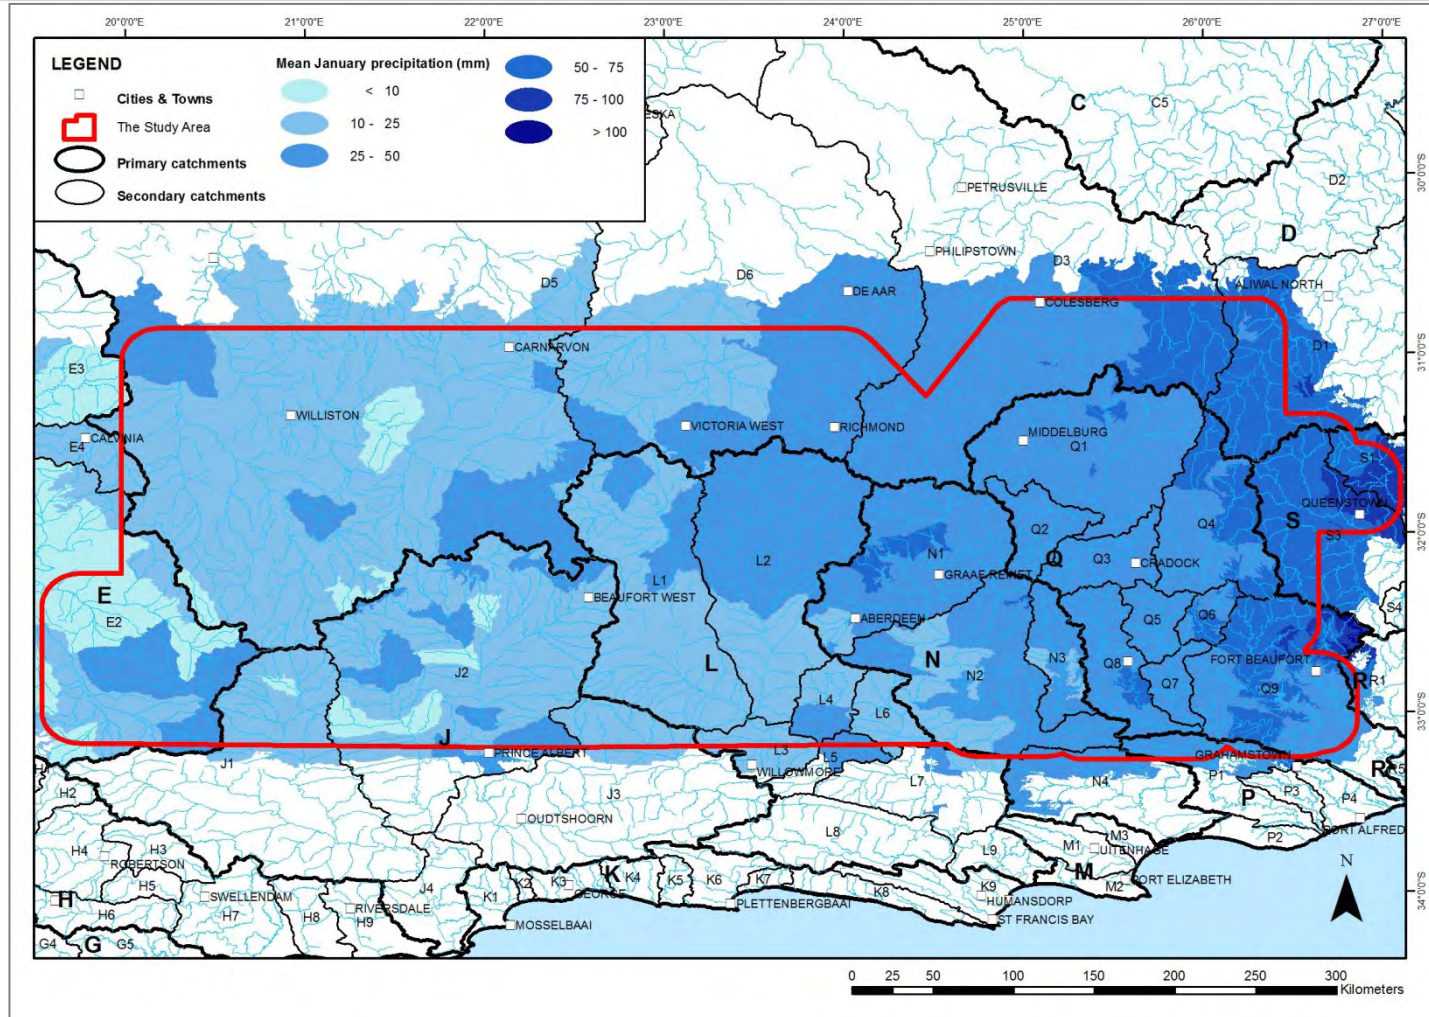 20°0'0"E 21°0'0"E 22°0'0"E 23°0'0"E 24°0'0"E 25°0'0"E 26°0'0"E 27°0'0"E
LEGEND
Cities & Towns
The Study Area
Primary catchments
Secondary catchments
Mean January precipitation (mm)
< 10
10 - 25
25 - 50
50 - 75
75 - 100
> 100
ESKA
C
C5
30°0'0"S
D2
PETRUSVILLE
D
PHILIPSTOWN
D3
D6
D5
ALIWAL NORTH
DE AAR
COLESBERG
D1
31°0'0"S
CARNARVON
E3
WILLISTON
VICTORIA WEST
RICHMOND
MIDDELBURG
Q1
CALVINIA
E4
S1
QUEENSTOWN
S
S3
Q2
Q4
32°0'0"S
L2
N1
Q
Q3
CRADOCK
GRAAF REINET
L1
BEAUFORT WEST
E
E2
ABERDEEN
Q5
Q6
S4
L
N
N3
N2
J2
Q8
FORT BEAUFORT
Q7
Q9
R
R1
L4
L6
33°0'0"S
J
PRINCE ALBERT
L3
L5
GRAHAMSTOWN
J1
WILLOWMORE
L7
N4
P1
R
H2
J3
P
P3
P4
OUDTSHOORN
L8
PORT ALFRED
P2
H4
H3
ROBERTSON
L9
M1
M3
UITENHAGE
M
M2
PORT ELIZABETH
N
H5
H
H6
SWELLENDAM
H7
H8
RIVERSDALE
H9
J4
K1
K2
K3
GEORGE
K
K4
K5
K6
K7
K8
K9
HUMANSDORP
34°0'0"S
PLETTENBERGBAAI
MOSSELBAAI
ST FRANCIS BAY
G4
G
G5
0 25 50 100 150 200 250 300
Kilometers